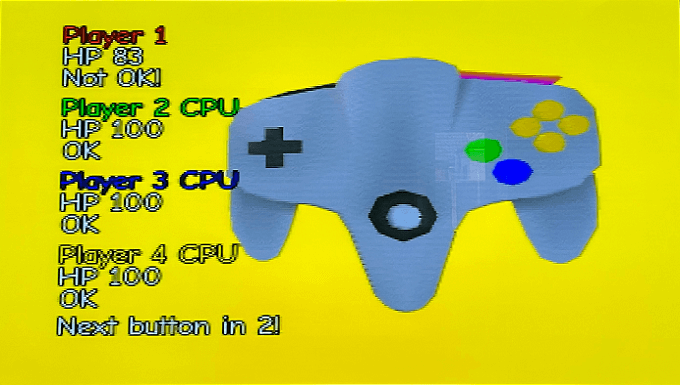 Player 1
HP 83
Not OK!
Player 2 CPU
HP 100
OK
Player 3 CPU
HP 100
OK
Player 4 CPU
HP 100
OK
Next button in 2!